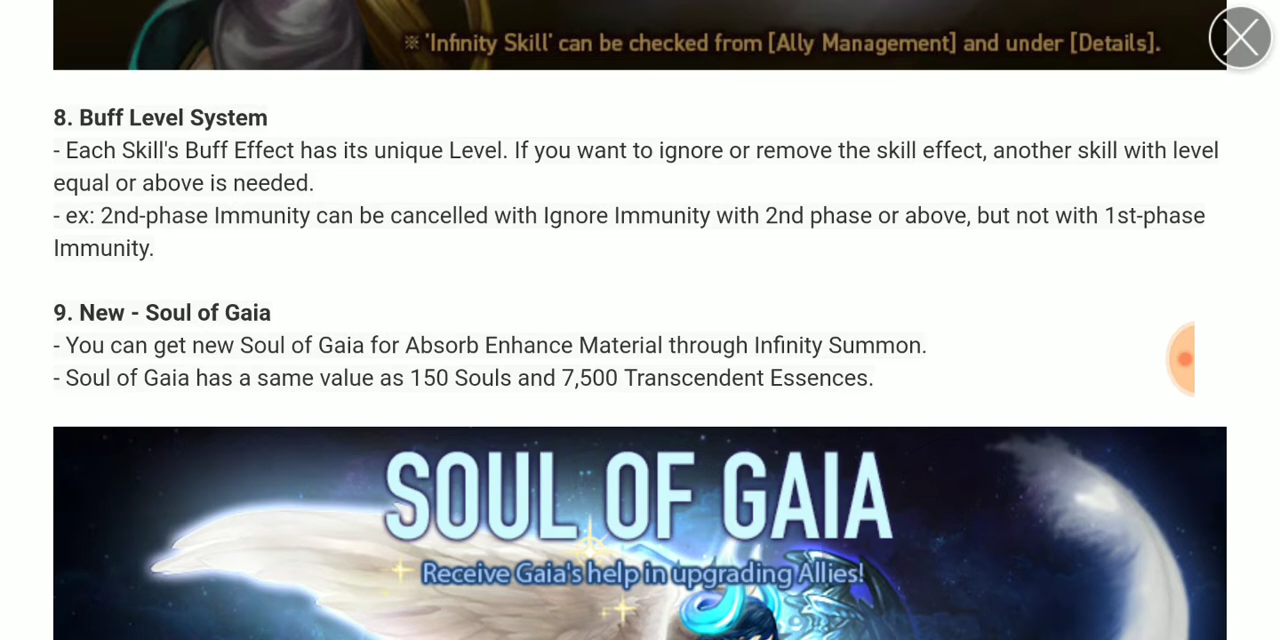 ※ 'Infinity Skill' can be checked from [Ally Management] and under [Details].
8. Buff Level System
- Each Skill's Buff Effect has its unique Level. If you want to ignore or remove the skill effect, another skill with level
equal or above is needed.
- ex: 2nd-phase Immunity can be cancelled with Ignore Immunity with 2nd phase or above, but not with 1st-phase
Immunity.
9. New - Soul of Gaia
- You can get new Soul of Gaia for Absorb Enhance Material through Infinity Summon.
- Soul of Gaia has a same value as 150 Souls and 7,500 Transcendent Essences.
SOUL OF GAIA
Receive Gaia's help in upgrading Allies!